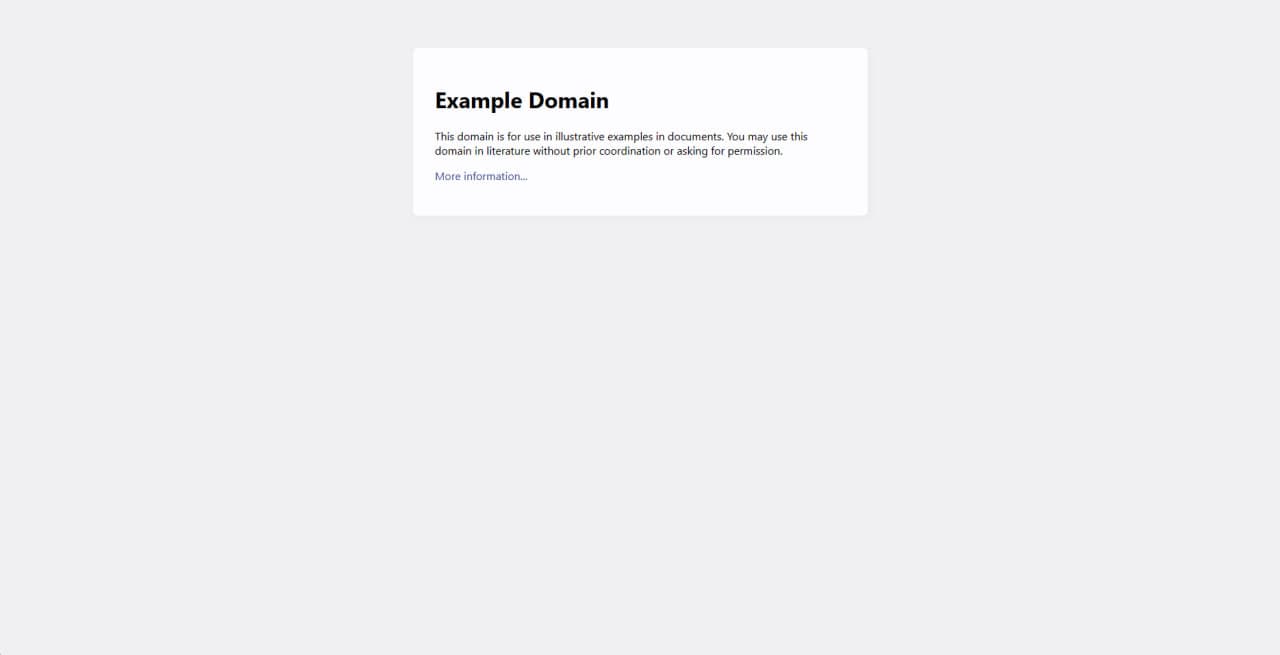 Example Domain
This domain is for use in illustrative examples in documents. You may use this
domain in literature without prior coordination or asking for permission.
More information...